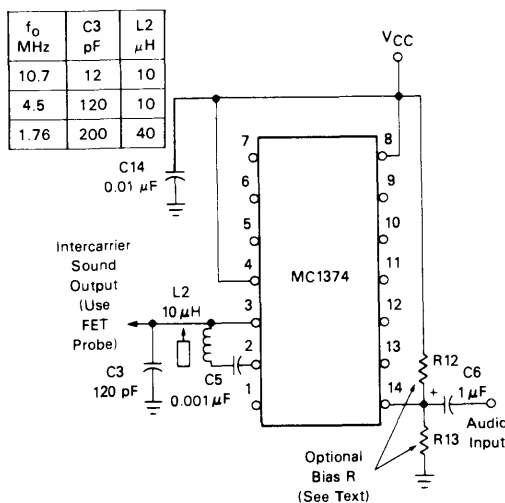 fo MHz C3 pF L2 μH
10.7 12 10
4.5 120 10
1.76 200 40
VCC
C14
0.01 μF
7
6
5
4
3
2
1
8
9
10
11
12
13
14
MC1374
Intercarrier
Sound
Output
(Use
FET
Probe)
L2
10 μH
C3
120 pF
C5
0.001 μF
R12
C6
+
1 μF
R13
Audio
Input
Optional
Bias R
(See Text)